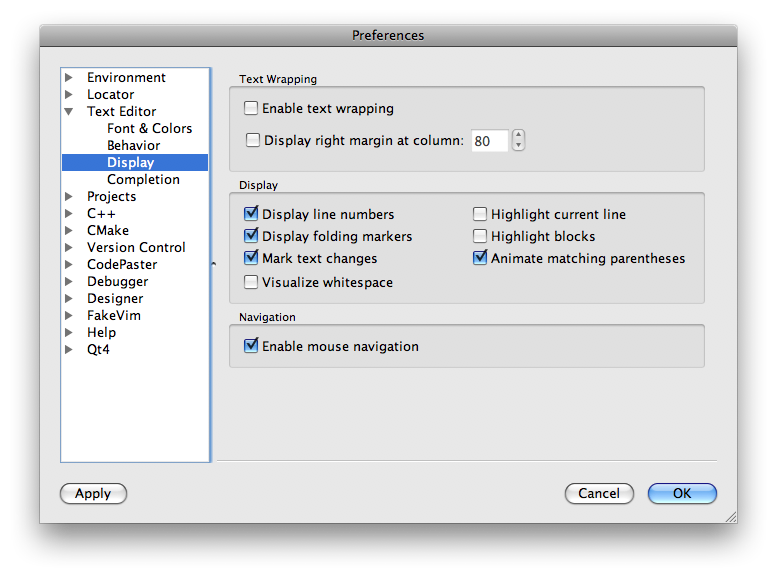 Preferences
Environment
Locator
Text Editor
Font & Colors
Behavior
Display
Completion
Projects
C++
CMake
Version Control
CodePaster
Debugger
Designer
FakeVim
Help
Qt4
Text Wrapping
Enable text wrapping
Display right margin at column: 80
Display
Display line numbers
Highlight current line
Display folding markers
Highlight blocks
Mark text changes
Animate matching parentheses
Visualize whitespace
Navigation
Enable mouse navigation
Apply
Cancel
OK